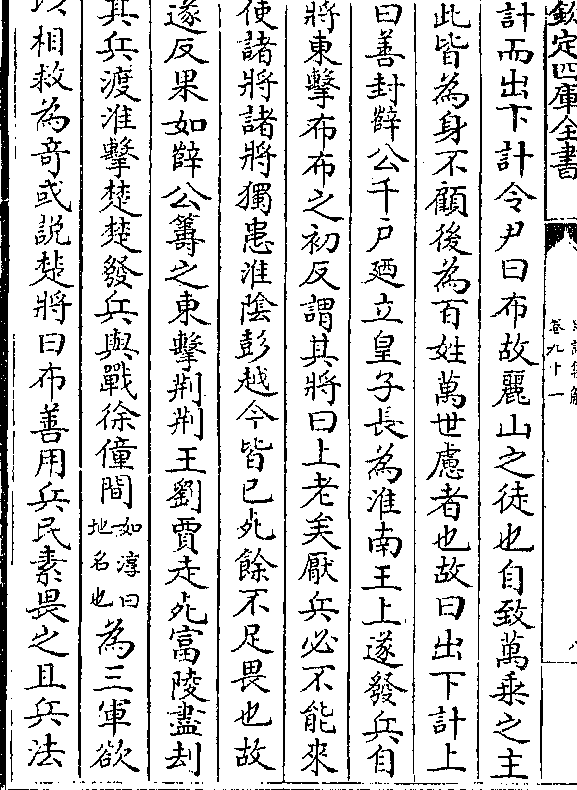 欽定四庫全書
卷九十一
計而出下計令尹曰布故麗山之徒也自致萬乘之主
此皆為身不顧後為百姓萬世慮者也故曰出下計上
曰善封薛公千户廼立皇子長為淮南王上遂發兵自
將東擊布布之初反謂其將曰上老矣厭兵必不能來
使諸將諸將獨患淮隂彭越今皆已死餘不足畏也故
遂反果如薛公籌之東擊荆荆王劉賈走死富陵盡刦
其兵渡淮擊楚楚發兵與戰徐僮間如淳曰地名也為三軍欲
以相救為奇或説楚將曰布善用兵民素畏之且兵法